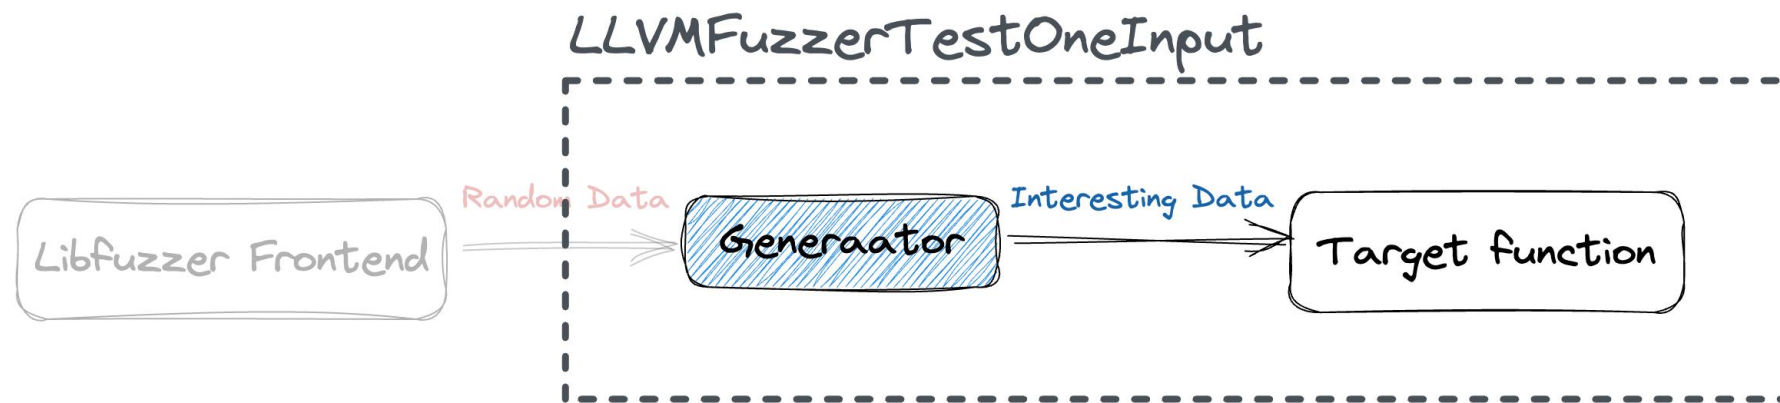 LLVMFuzzerTestOneInput
Random Data
Interesting Data
Libfuzzer Frontend
Generaator
Target function